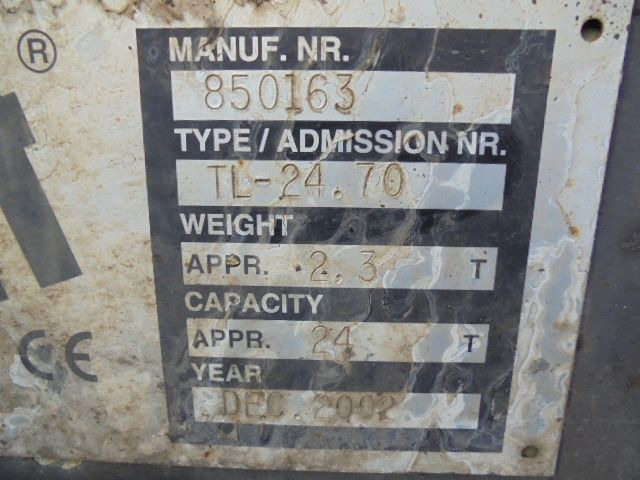 ®
MANUF. NR.
850163
TYPE / ADMISSION NR.
TL-24.70
WEIGHT
APPR. 2.3 T
CAPACITY
APPR. 24 T
YEAR
DEC. 2002
CE